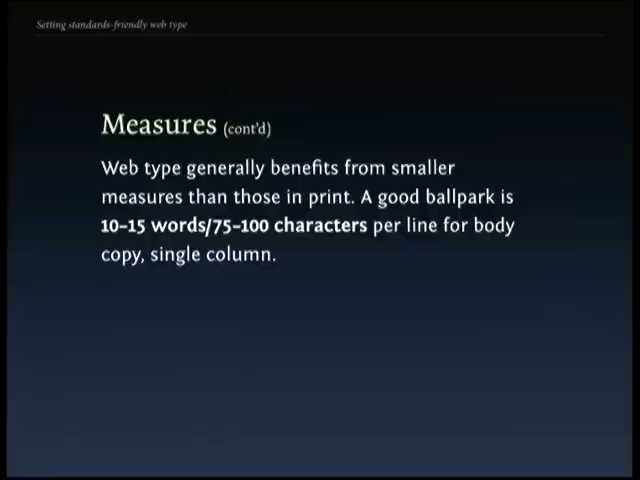 Setting standards-friendly web type
Measures (cont'd)
Web type generally benefits from smaller
measures than those in print. A good ballpark is
10–15 words/75–100 characters per line for body
copy, single column.